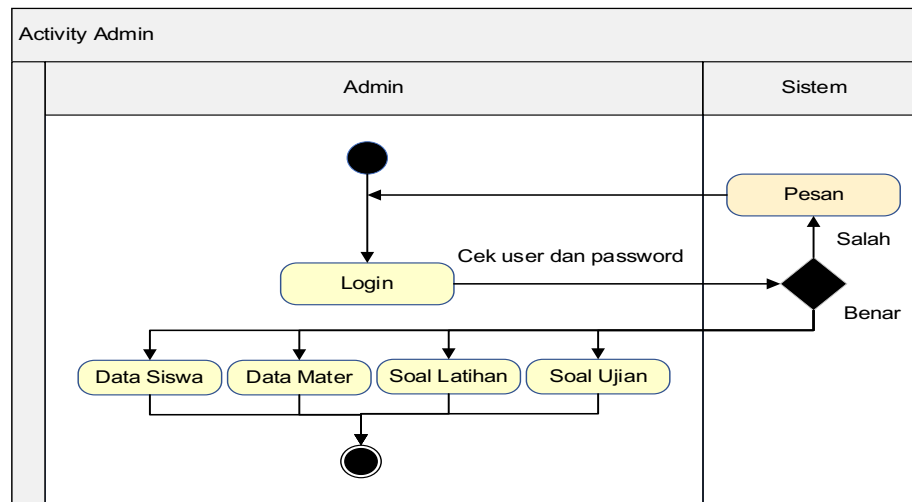 Activity Admin
Admin
Sistem
Pesan
Salah
Cek user dan password
Login
Benar
Data Siswa
Data Mater
Soal Latihan
Soal Ujian